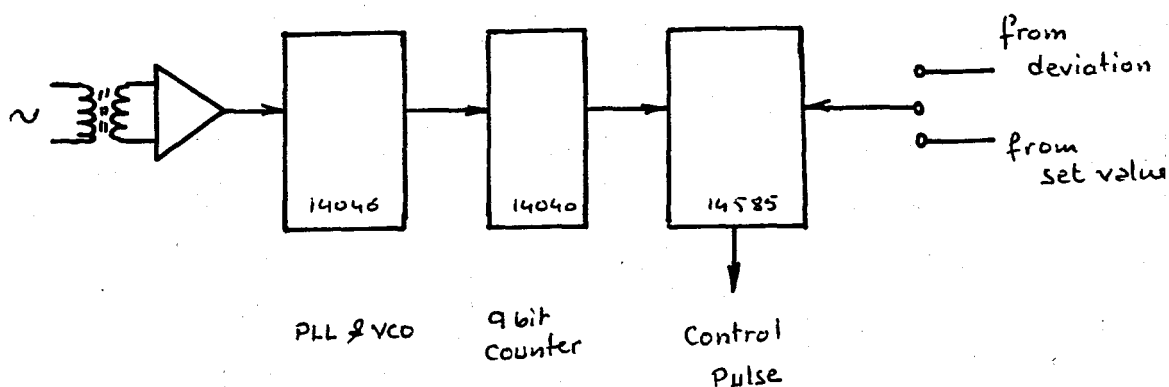 from
deviation
~
14046
14040
14585
from
set value
PLL & VCO
9 bit
Counter
Control
Pulse